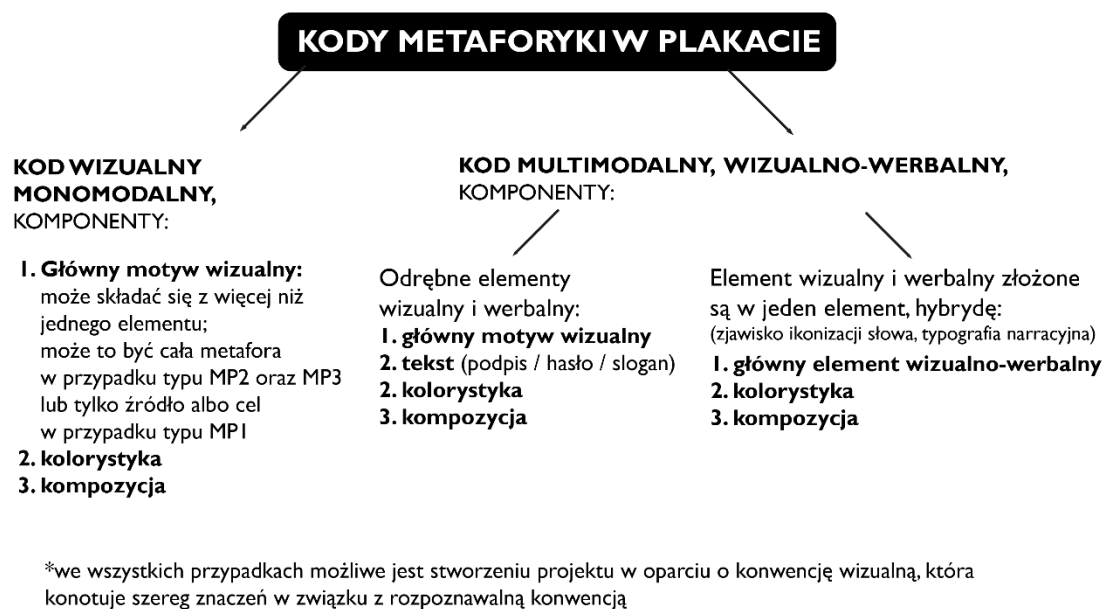 KODY METAFORYKI W PLAKACIE
KOD WIZUALNY
MONOMODALNY,
KOMPONENTY:
1. Główny motyw wizualny:
może składać się z więcej niż
jednego elementu;
może to być cała metafora
w przypadku typu MP2 oraz MP3
lub tylko źródło albo cel
w przypadku typu MP1
2. kolorystyka
3. kompozycja
KOD MULTIMODALNY, WIZUALNO-WERBALNY,
KOMPONENTY:
Odrębne elementy
wizualny i werbalny:
1. główny motyw wizualny
2. tekst (podpis / hasło / slogan)
2. kolorystyka
3. kompozycja
Element wizualny i werbalny złożone
są w jeden element, hybrydę:
(zjawisko ikonizacji słowa, typografia narracyjna)
1. główny element wizualno-werbalny
2. kolorystyka
3. kompozycja
*we wszystkich przypadkach możliwe jest stworzeniu projektu w oparciu o konwencję wizualną, która
konotuje szereg znaczeń w związku z rozpoznawalną konwencją